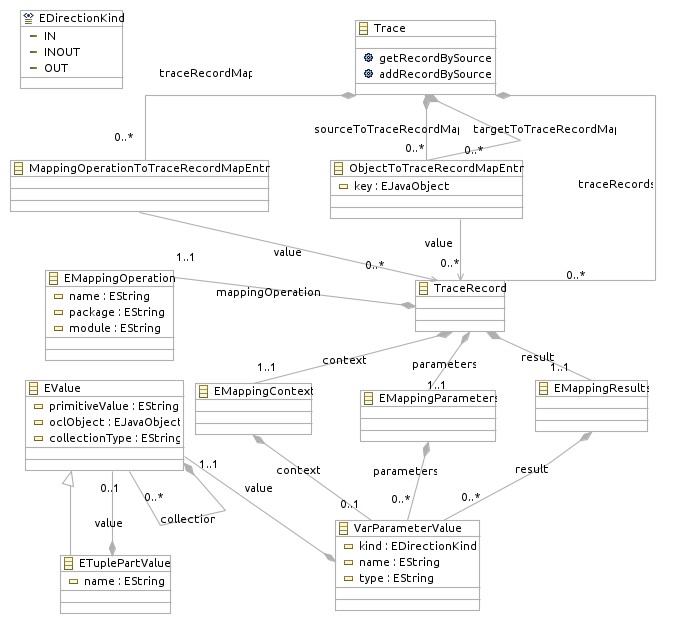 EDirectionKind
IN
INOUT
OUT
Trace
getRecordBySource
addRecordBySource
traceRecordMap
0..*
sourceToTraceRecordMap
0..*
targetToTraceRecordMap
0..*
traceRecords
0..*
MappingOperationToTraceRecordMapEntr
ObjectToTraceRecordMapEntr
key : EJavaObject
value
0..*
value
0..*
1..1
mappingOperation
EMappingOperation
name : EString
package : EString
module : EString
TraceRecord
context
1..1
parameters
1..1
result
1..1
EValue
primitiveValue : EString
oclObject : EJavaObject
collectionType : EString
EMappingContext
EMappingParameters
EMappingResults
1..1
value
0..1
value
0..*
collection
context
0..1
parameters
0..*
result
0..*
ETuplePartValue
name : EString
VarParameterValue
kind : EDirectionKind
name : EString
type : EString